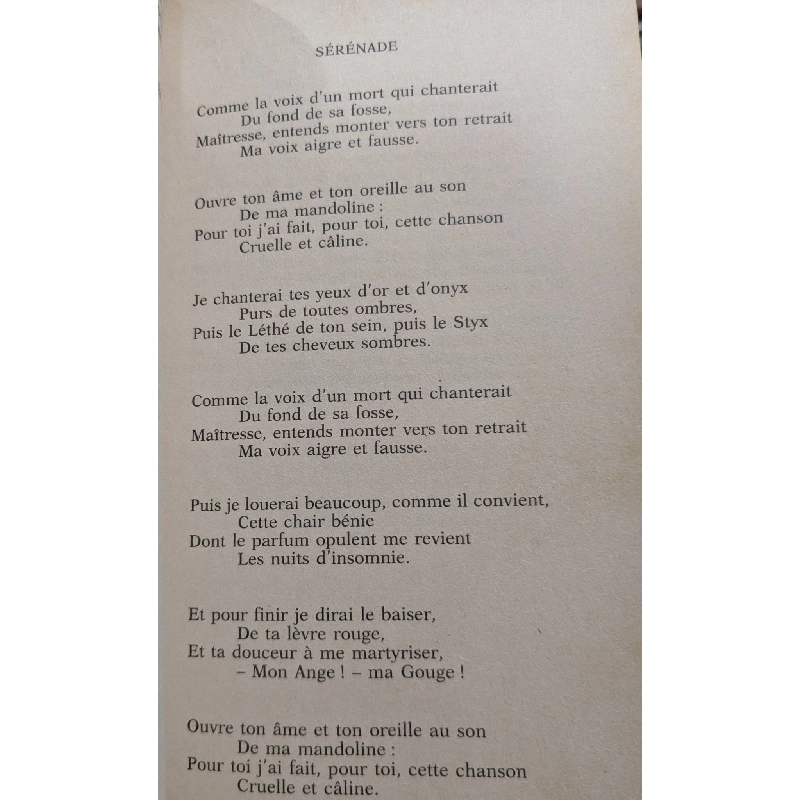 SÉRÉNADE
Comme la voix d'un mort qui chanterait
Du fond de sa fosse,
Maîtresse, entends monter vers ton retrait
Ma voix aigre et fausse.
Ouvre ton âme et ton oreille au son
De ma mandoline :
Pour toi j'ai fait, pour toi, cette chanson
Cruelle et câline.
Je chanterai tes yeux d'or et d'onyx
Purs de toutes ombres,
Puis le Léthé de ton sein, puis le Styx
De tes cheveux sombres.
Comme la voix d'un mort qui chanterait
Du fond de sa fosse,
Maîtresse, entends monter vers ton retrait
Ma voix aigre et fausse.
Puis je louerai beaucoup, comme il convient,
Cette chair bénie
Dont le parfum opulent me revient
Les nuits d'insomnie.
Et pour finir je dirai le baiser,
De ta lèvre rouge,
Et ta douceur à me martyriser,
– Mon Ange ! – ma Gouge !
Ouvre ton âme et ton oreille au son
De ma mandoline :
Pour toi j'ai fait, pour toi, cette chanson
Cruelle et câline.